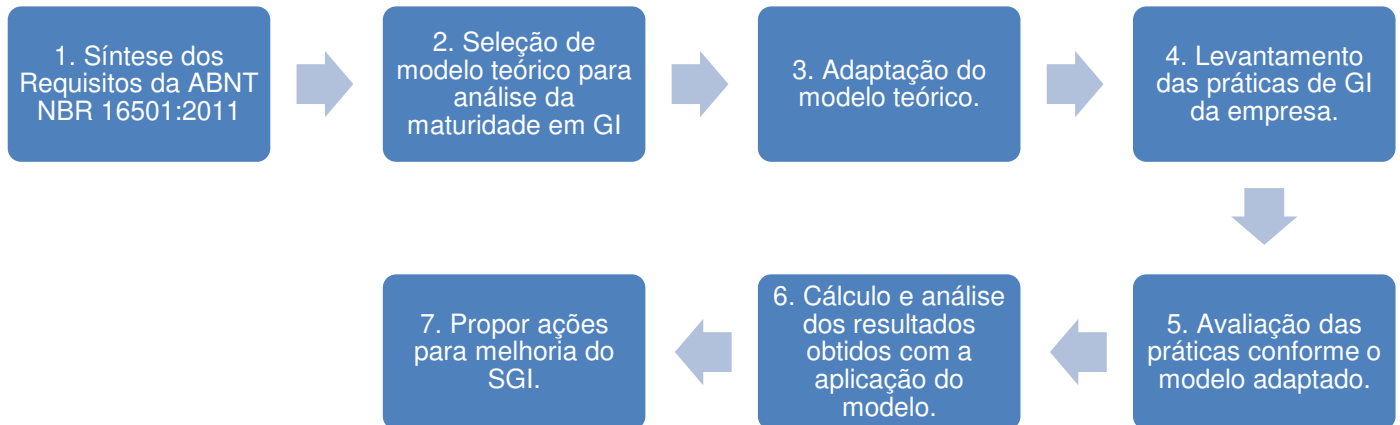 1. Síntese dos
Requisitos da ABNT
NBR 16501:2011
2. Seleção de
modelo teórico para
análise da
maturidade em GI
3. Adaptação do
modelo teórico.
4. Levantamento
das práticas de GI
da empresa.
5. Avaliação das
práticas conforme o
modelo adaptado.
6. Cálculo e análise
dos resultados
obtidos com a
aplicação do
modelo.
7. Propor ações
para melhoria do
SGI.